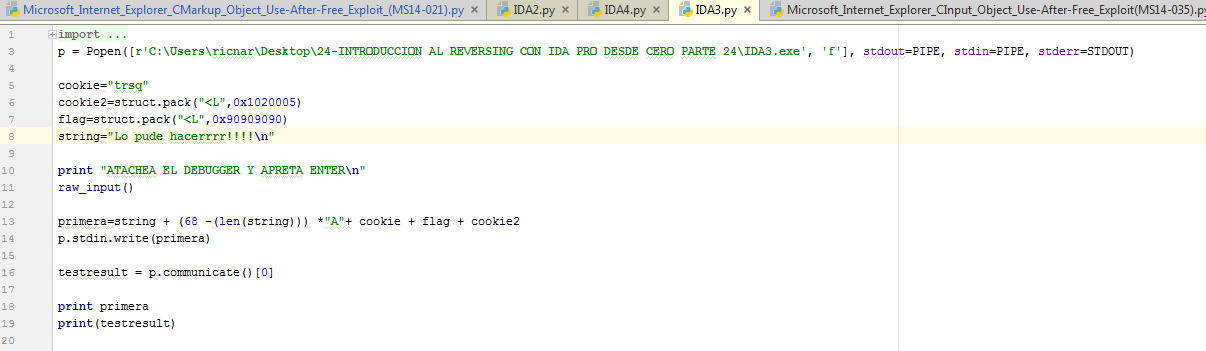 Microsoft_Internet_Explorer_CMarkup_Object_Use-After-Free_Exploit_(MS14-021).py × IDA2.py × IDA4.py × IDA3.py × Microsoft_Internet_Explorer_CInput_Object_Use-After-Free_Exploit(MS14-035).py
1 import ...
3 p = Popen([r'C:\Users\ricnar\Desktop\24-INTRODUCCION AL REVERSING CON IDA PRO DESDE CERO PARTE 24\IDA3.exe', 'f'], stdout=PIPE, stdin=PIPE, stderr=STDOUT)
4
5 cookie="trsq"
6 cookie2=struct.pack("<L",0x1020005)
7 flag=struct.pack("<L",0x90909090)
8 string="Lo pude hacerrrr!!!!\n"
9
10 print "ATACHEA EL DEBUGGER Y APRETA ENTER\n"
11 raw_input()
12
13 primera=string + (68 -(len(string))) *"A"+ cookie + flag + cookie2
14 p.stdin.write(primera)
15
16 testresult = p.communicate()[0]
17
18 print primera
19 print(testresult)
20